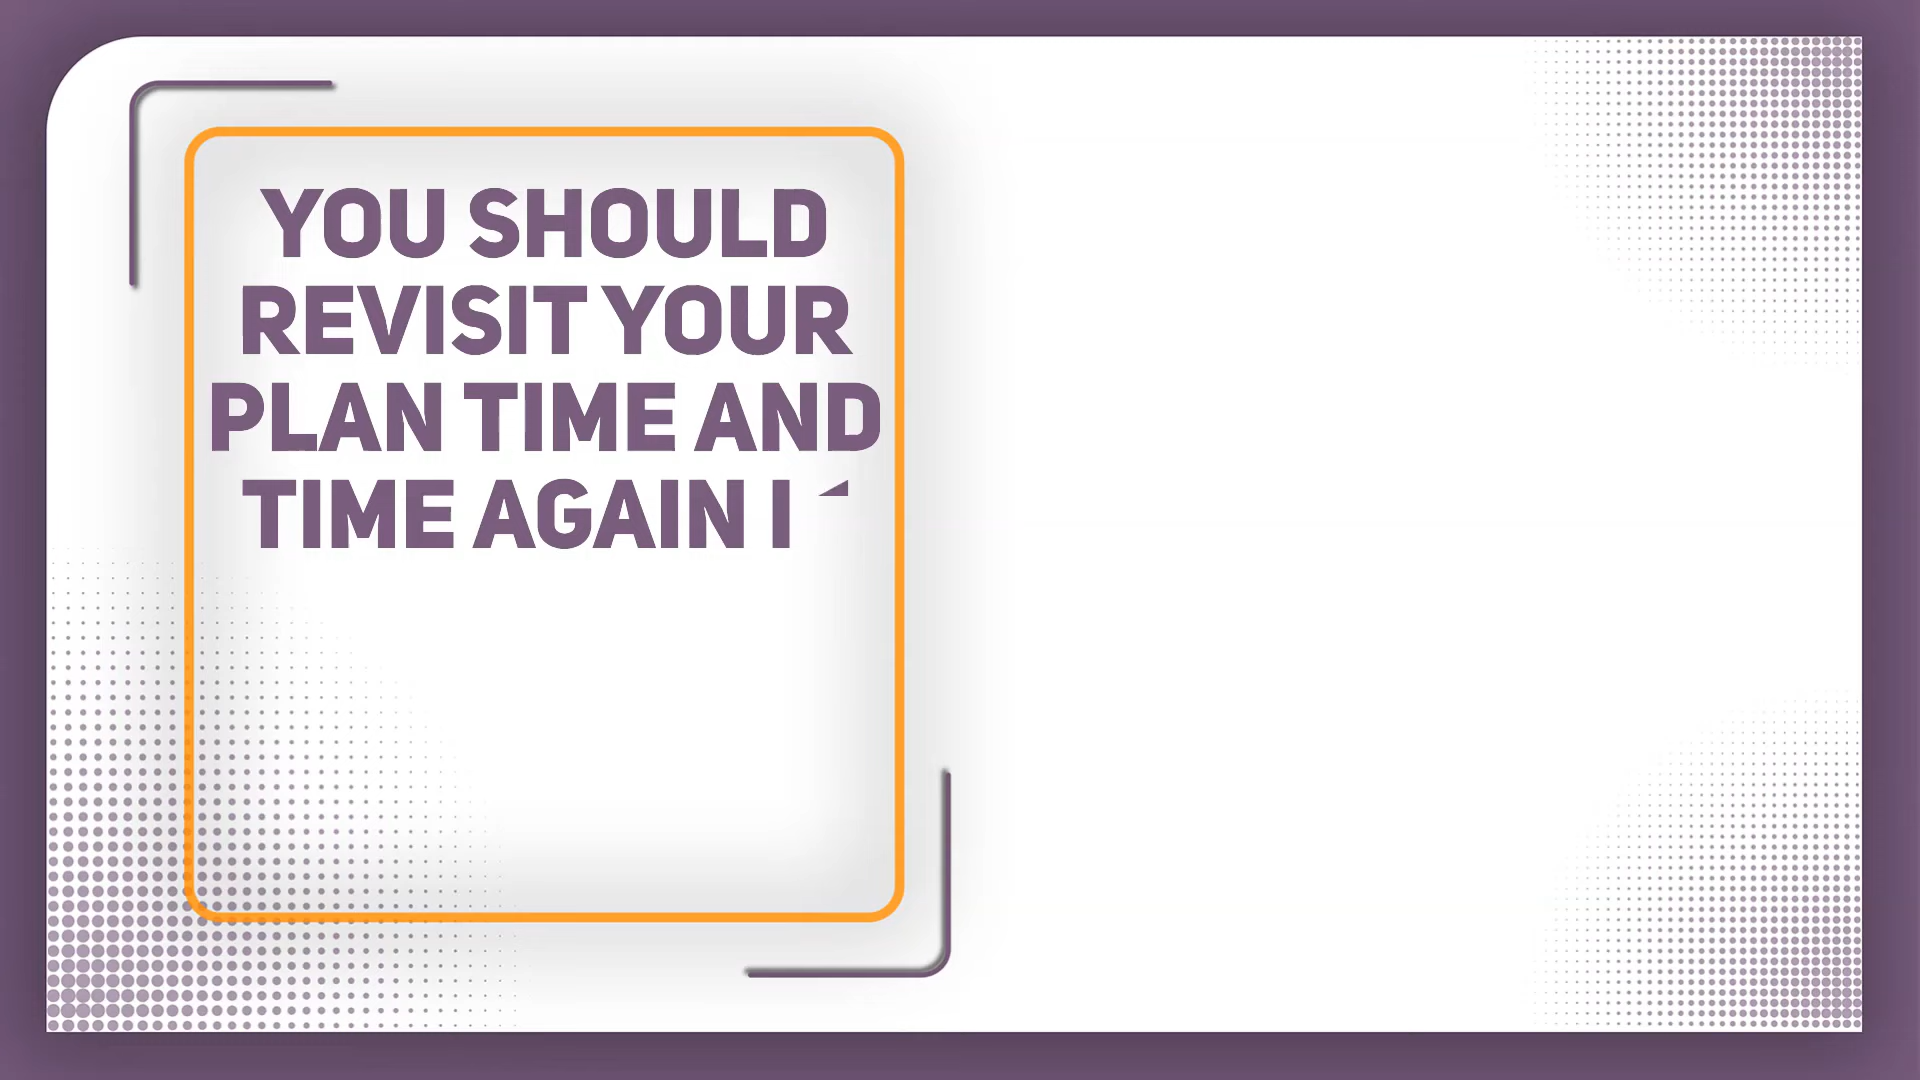 YOU SHOULD
REVISIT YOUR
PLAN TIME AND
TIME AGAIN